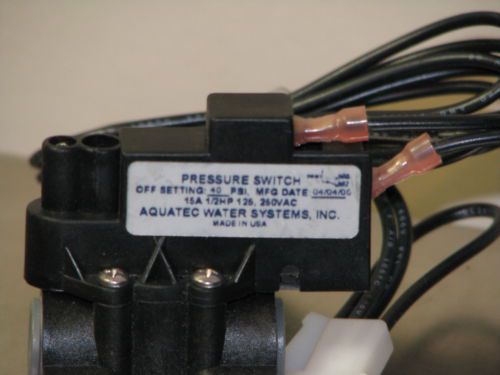 PRESSURE SWITCH
OFF SETTING: 40 PSI, MFG DATE 04/04/00
15A 1/2HP 125, 250VAC
AQUATEC WATER SYSTEMS, INC.
MADE IN USA